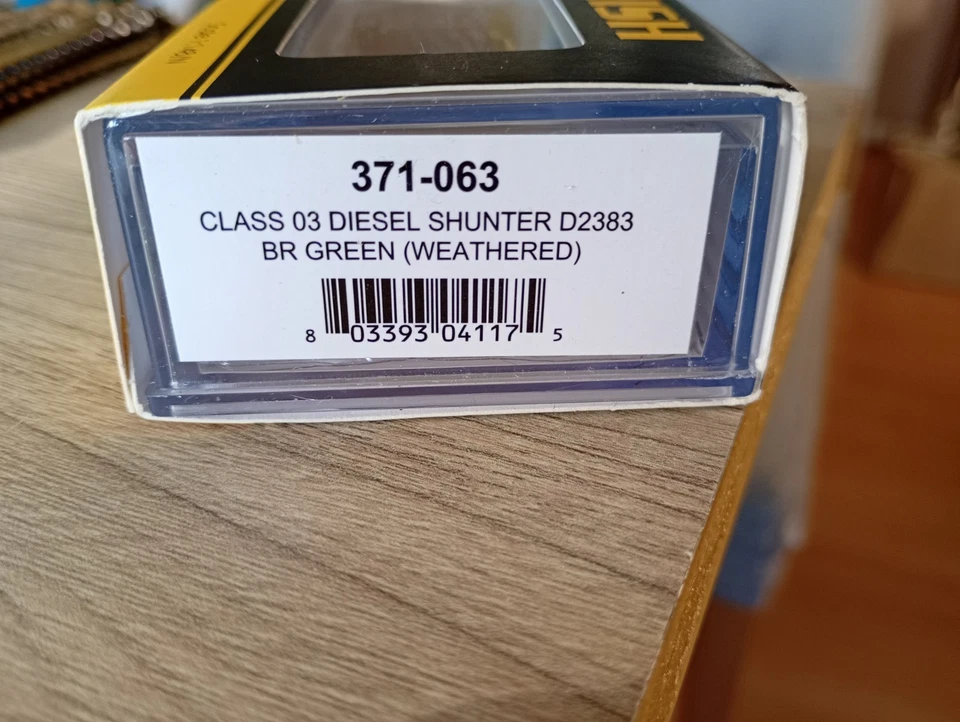 371-063
CLASS 03 DIESEL SHUNTER D2383
BR GREEN (WEATHERED)
8 03393 04117 5